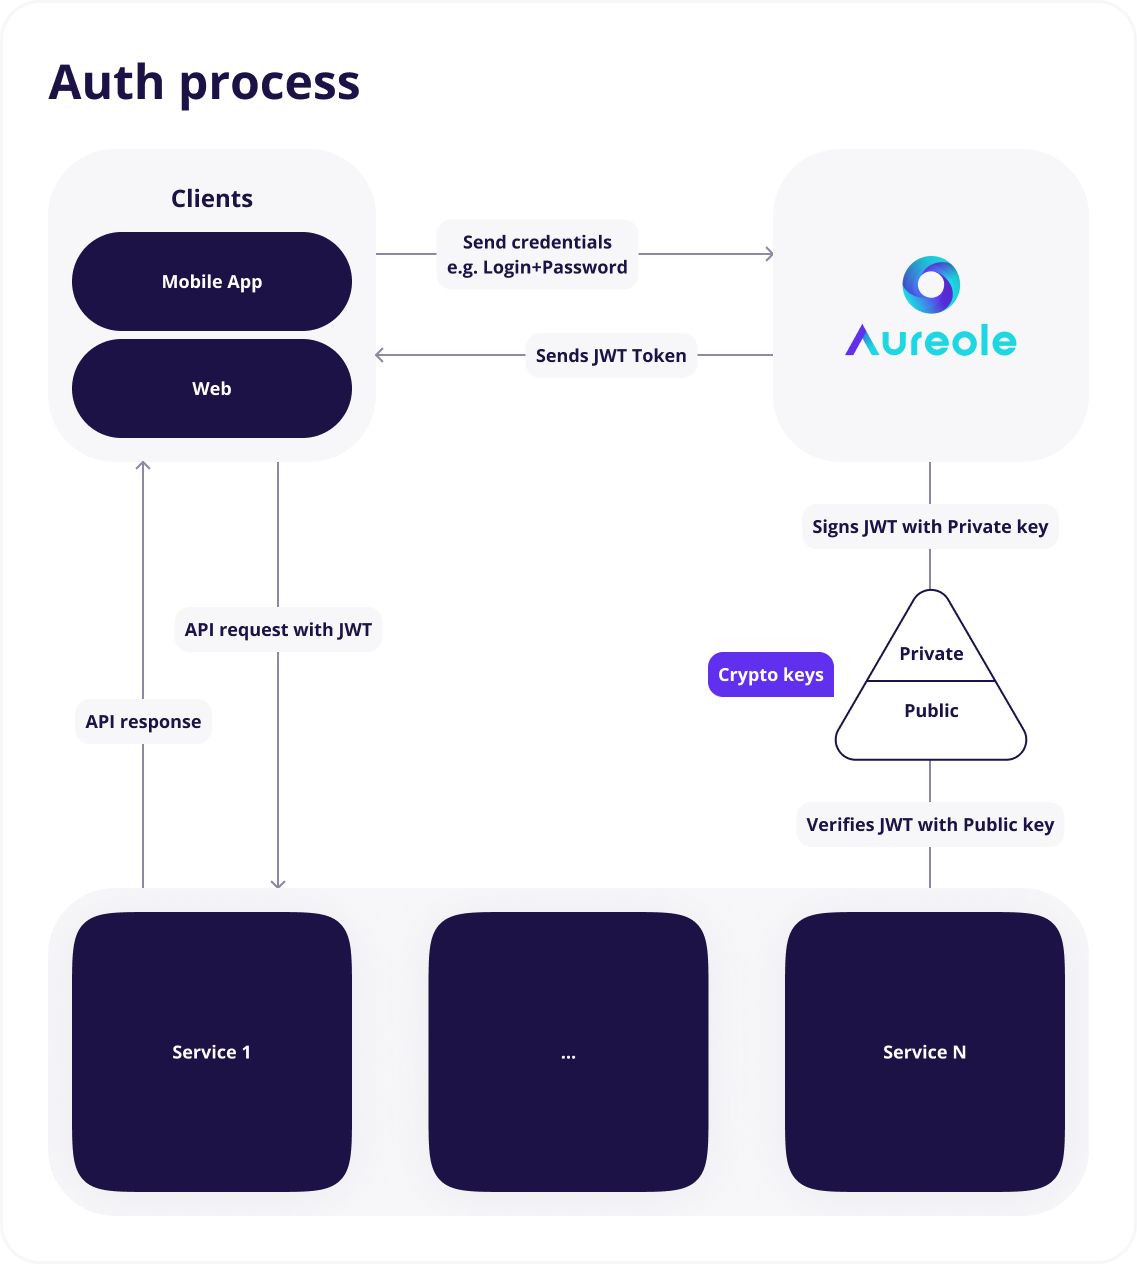 Auth process
Clients
Mobile App
Web
Send credentials
e.g. Login+Password
Sends JWT Token
Aureole
Signs JWT with Private key
API request with JWT
Private
Crypto keys
Public
API response
Verifies JWT with Public key
Service 1
...
Service N